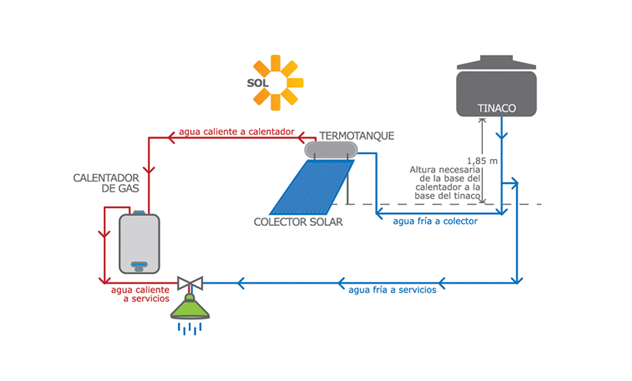 SOL
TINACO
agua caliente a calentador
TERMOTANQUE
1,85 m
Altura necesaria
de la base del
calentador a la
base del tinaco
CALENTADOR
DE GAS
COLECTOR SOLAR
agua fría a colector
agua caliente
a servicios
agua fría a servicios